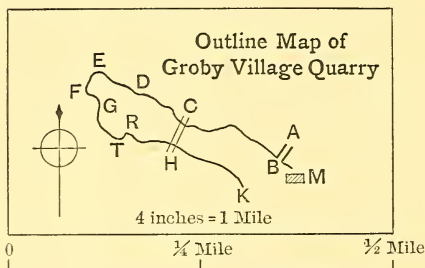 Outline Map of
Groby Village Quarry
E
D
F
G
C
R
A
T
H
B
M
K
4 inches = 1 Mile
0 ¼ Mile ½ Mile